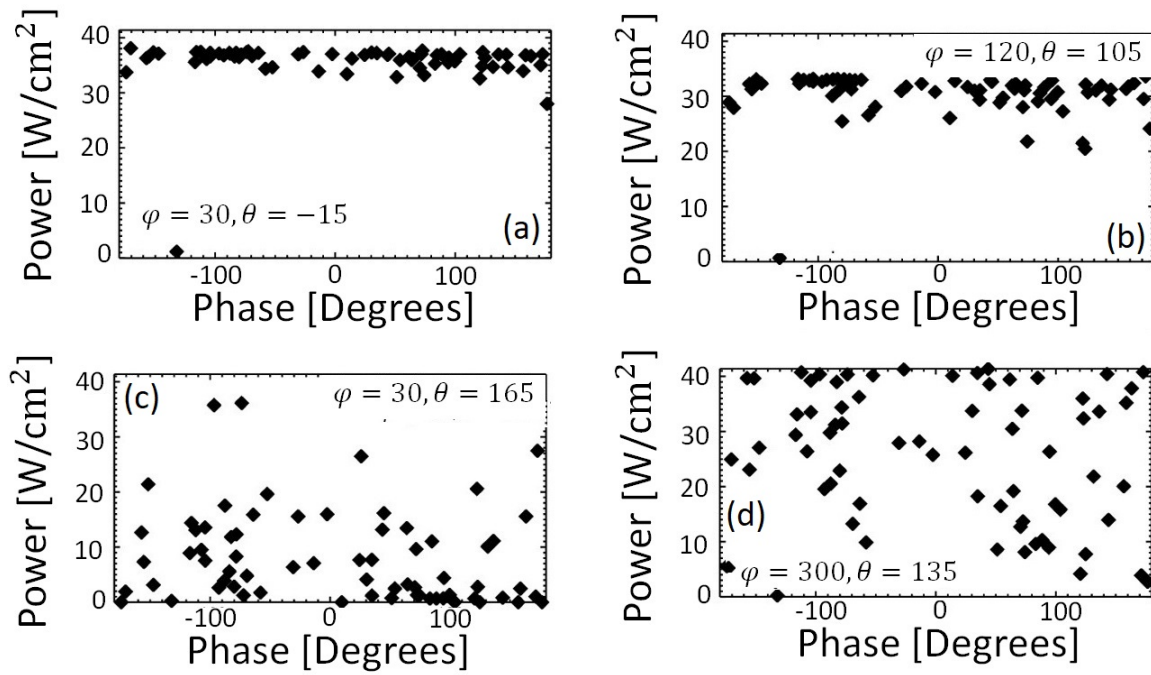 Power [W/cm²]
40
30
20
10
0
φ = 30, θ = −15
(a)
-100
0
100
Phase [Degrees]
Power [W/cm²]
40
30
20
10
0
φ = 120, θ = 105
(b)
-100
0
100
Phase [Degrees]
Power [W/cm²]
40
30
20
10
0
(c)
φ = 30, θ = 165
-100
0
100
Phase [Degrees]
Power [W/cm²]
40
30
20
10
0
(d)
φ = 300, θ = 135
-100
0
100
Phase [Degrees]